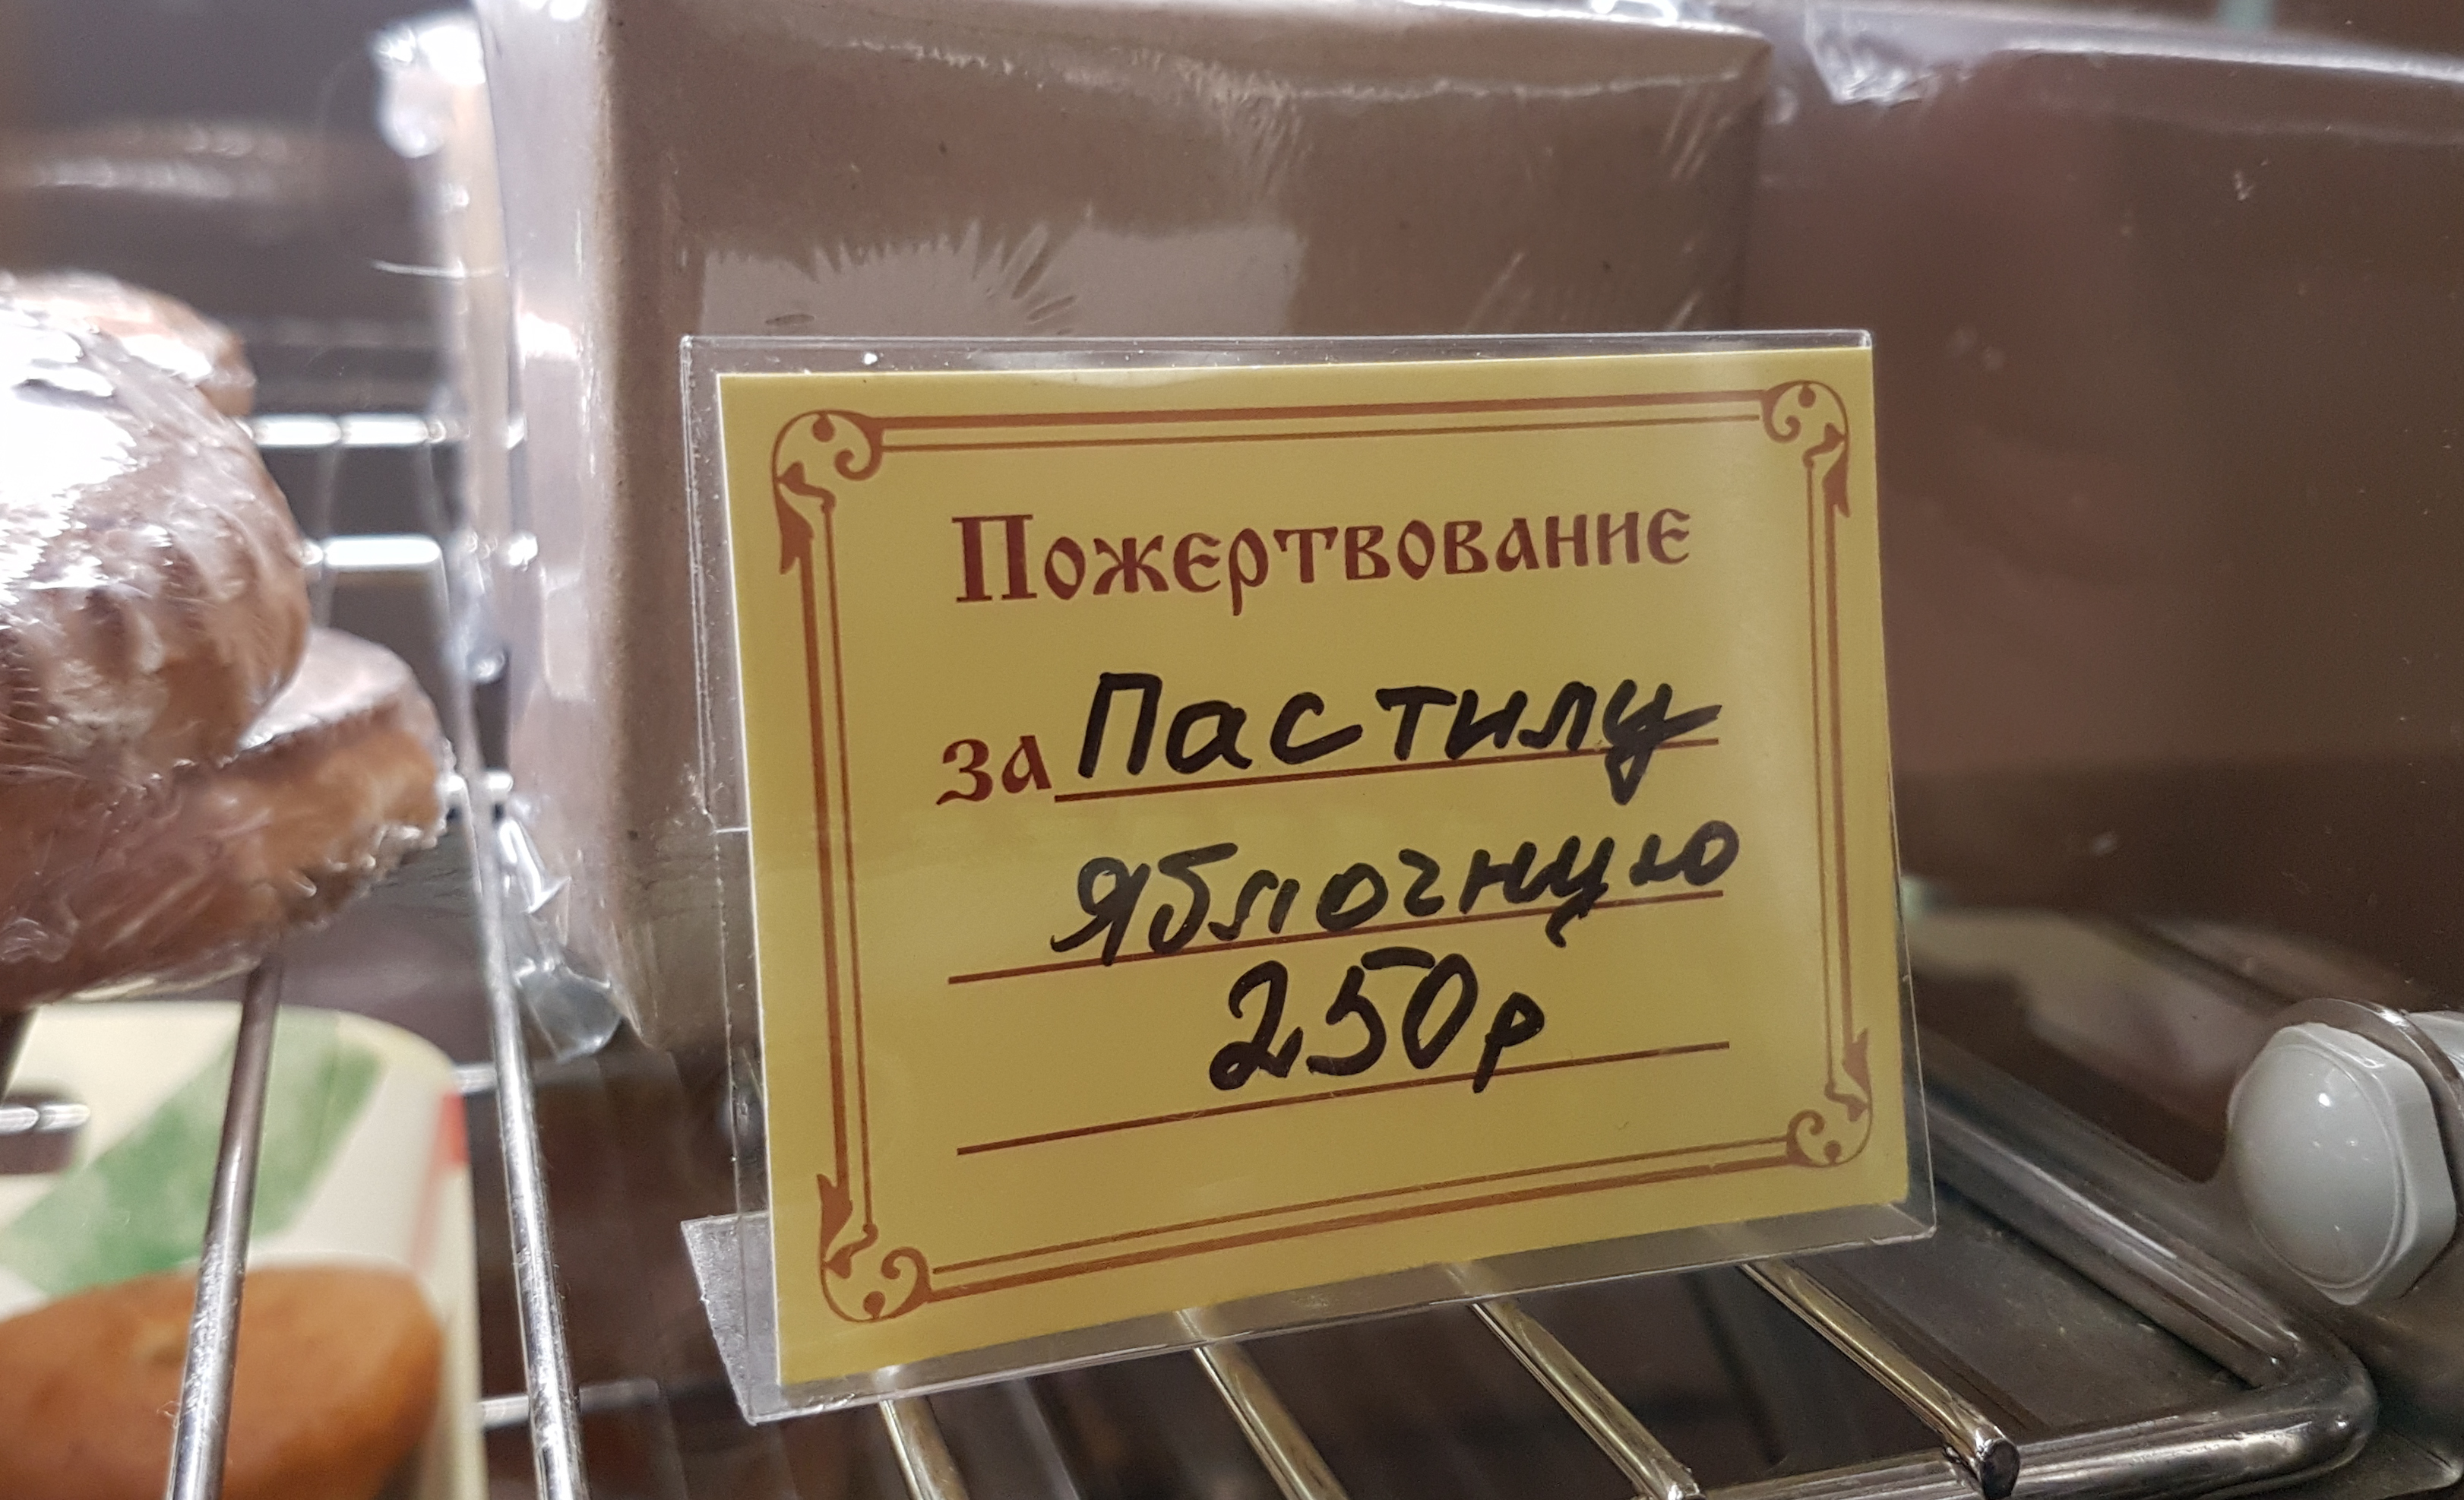 Пожертвование
за Пастилу
яблочную
250р